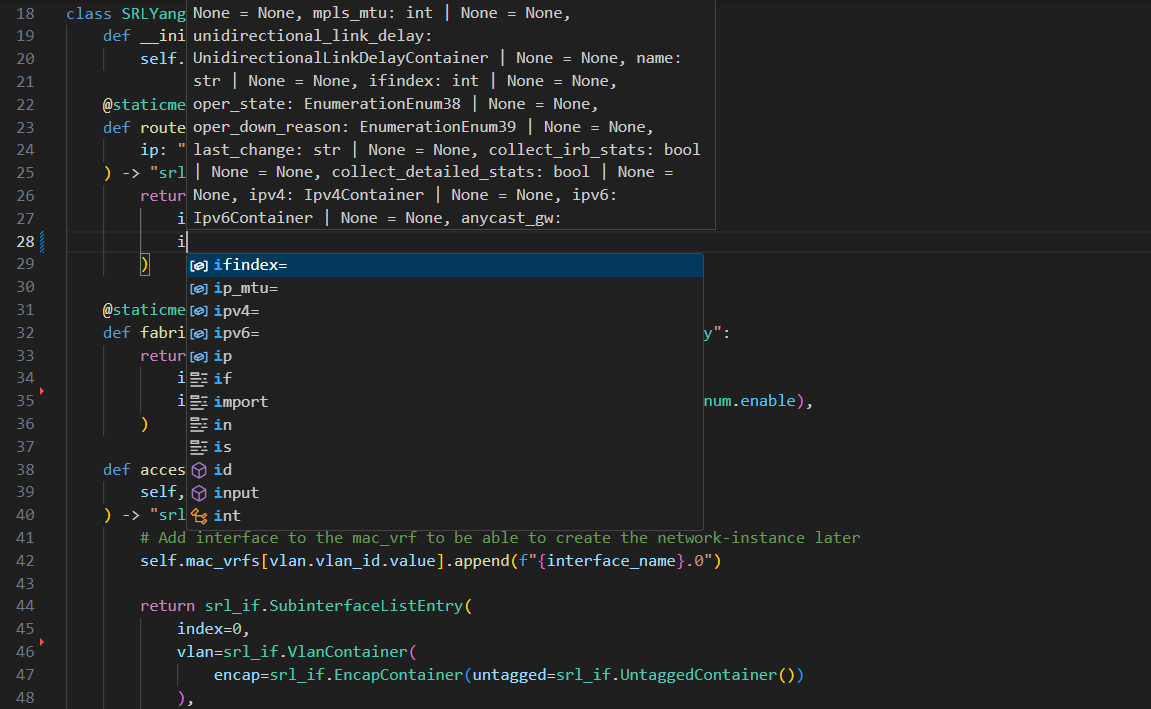 18 class SRLYang None = None, mpls_mtu: int | None = None,
19 def __ini unidirectional_link_delay:
20 self. UnidirectionalLinkDelayContainer | None = None, name:
21 str | None = None, ifindex: int | None = None,
22 @staticme oper_state: EnumerationEnum38 | None = None,
23 def route oper_down_reason: EnumerationEnum39 | None = None,
24 ip: " last_change: str | None = None, collect_irb_stats: bool
25 ) -> "srl | None = None, collect_detailed_stats: bool | None =
26 retur None, ipv4: Ipv4Container | None = None, ipv6:
27 i Ipv6Container | None = None, anycast_gw:
28 i
29 ) ifindex=
30 ip_mtu=
31 @staticme ipv4=
32 def fabri ipv6= y":
33 retur ip
34 i if
35 i import num.enable),
36 ) in
37 is
38 def acces id
39 self, input
40 ) -> "srl int
41 # Add interface to the mac_vrf to be able to create the network-instance later
42 self.mac_vrfs[vlan.vlan_id.value].append(f"{interface_name}.0")
43
44 return srl_if.SubinterfaceListEntry(
45 index=0,
46 vlan=srl_if.VlanContainer(
47 encap=srl_if.EncapContainer(untagged=srl_if.UntaggedContainer())
48 ),